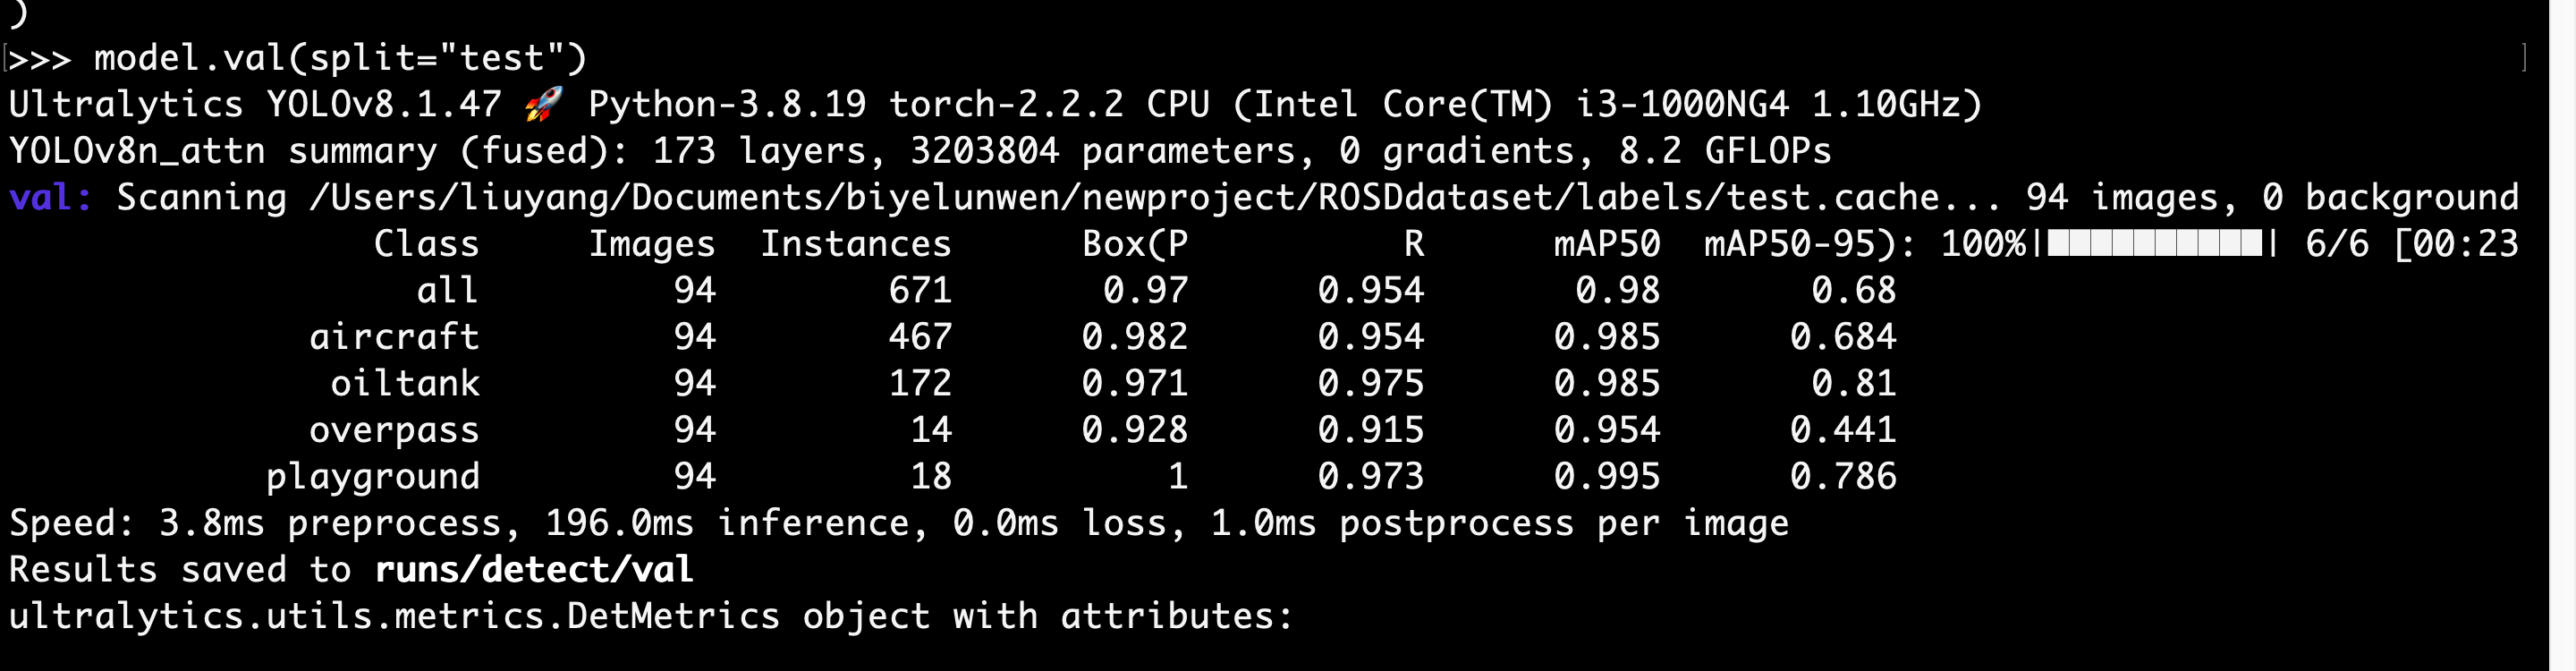 )
>>> model.val(split="test")
Ultralytics YOLOv8.1.47 🚀 Python-3.8.19 torch-2.2.2 CPU (Intel Core(TM) i3-1000NG4 1.10GHz)
YOLOv8n_attn summary (fused): 173 layers, 3203804 parameters, 0 gradients, 8.2 GFLOPs
val: Scanning /Users/liuyang/Documents/biyelunwen/newproject/ROSDdataset/labels/test.cache... 94 images, 0 background
Class Images Instances Box(P R mAP50 mAP50-95): 100%|██████████| 6/6 [00:23
all 94 671 0.97 0.954 0.98 0.68
aircraft 94 467 0.982 0.954 0.985 0.684
oiltank 94 172 0.971 0.975 0.985 0.81
overpass 94 14 0.928 0.915 0.954 0.441
playground 94 18 1 0.973 0.995 0.786
Speed: 3.8ms preprocess, 196.0ms inference, 0.0ms loss, 1.0ms postprocess per image
Results saved to runs/detect/val
ultralytics.utils.metrics.DetMetrics object with attributes: